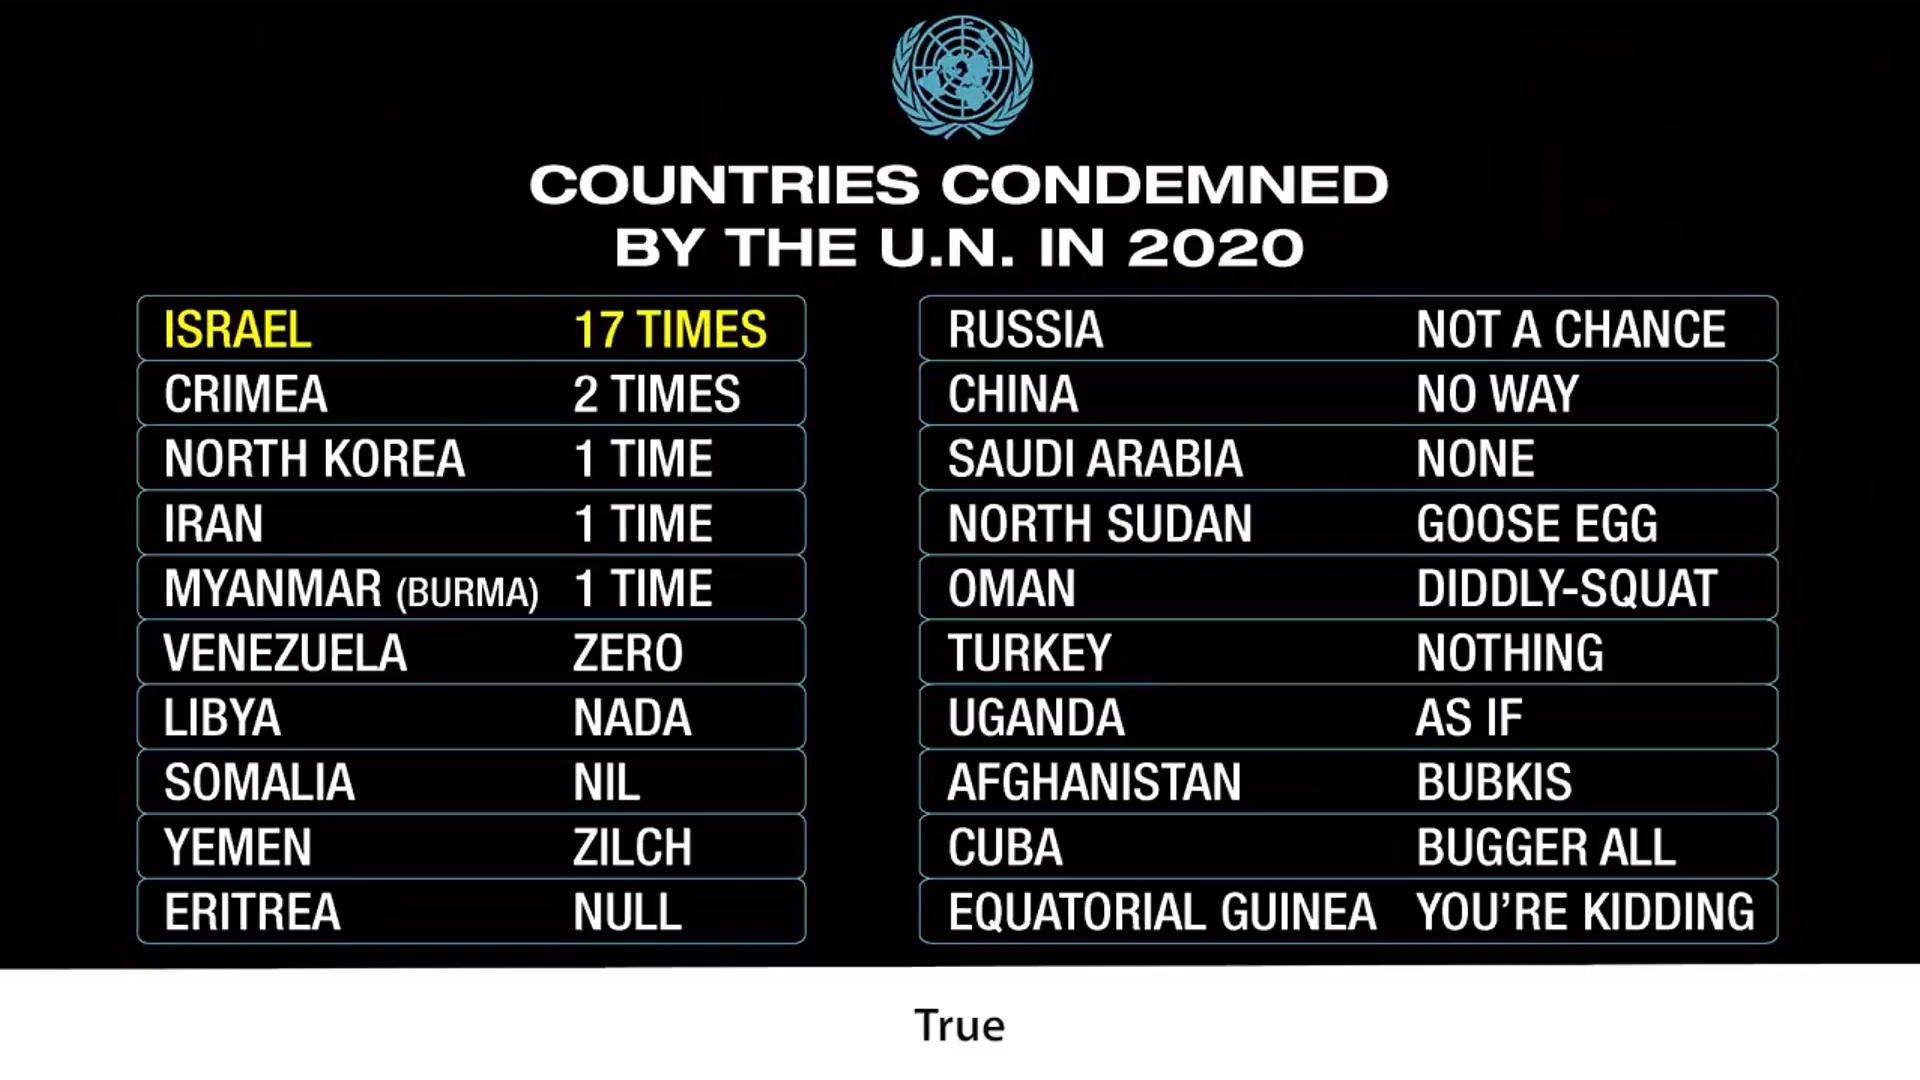 COUNTRIES CONDEMNED
BY THE U.N. IN 2020
ISRAEL 17 TIMES
CRIMEA 2 TIMES
NORTH KOREA 1 TIME
IRAN 1 TIME
MYANMAR (BURMA) 1 TIME
VENEZUELA ZERO
LIBYA NADA
SOMALIA NIL
YEMEN ZILCH
ERITREA NULL
RUSSIA NOT A CHANCE
CHINA NO WAY
SAUDI ARABIA NONE
NORTH SUDAN GOOSE EGG
OMAN DIDDLY-SQUAT
TURKEY NOTHING
UGANDA AS IF
AFGHANISTAN BUBKIS
CUBA BUGGER ALL
EQUATORIAL GUINEA YOU'RE KIDDING
True